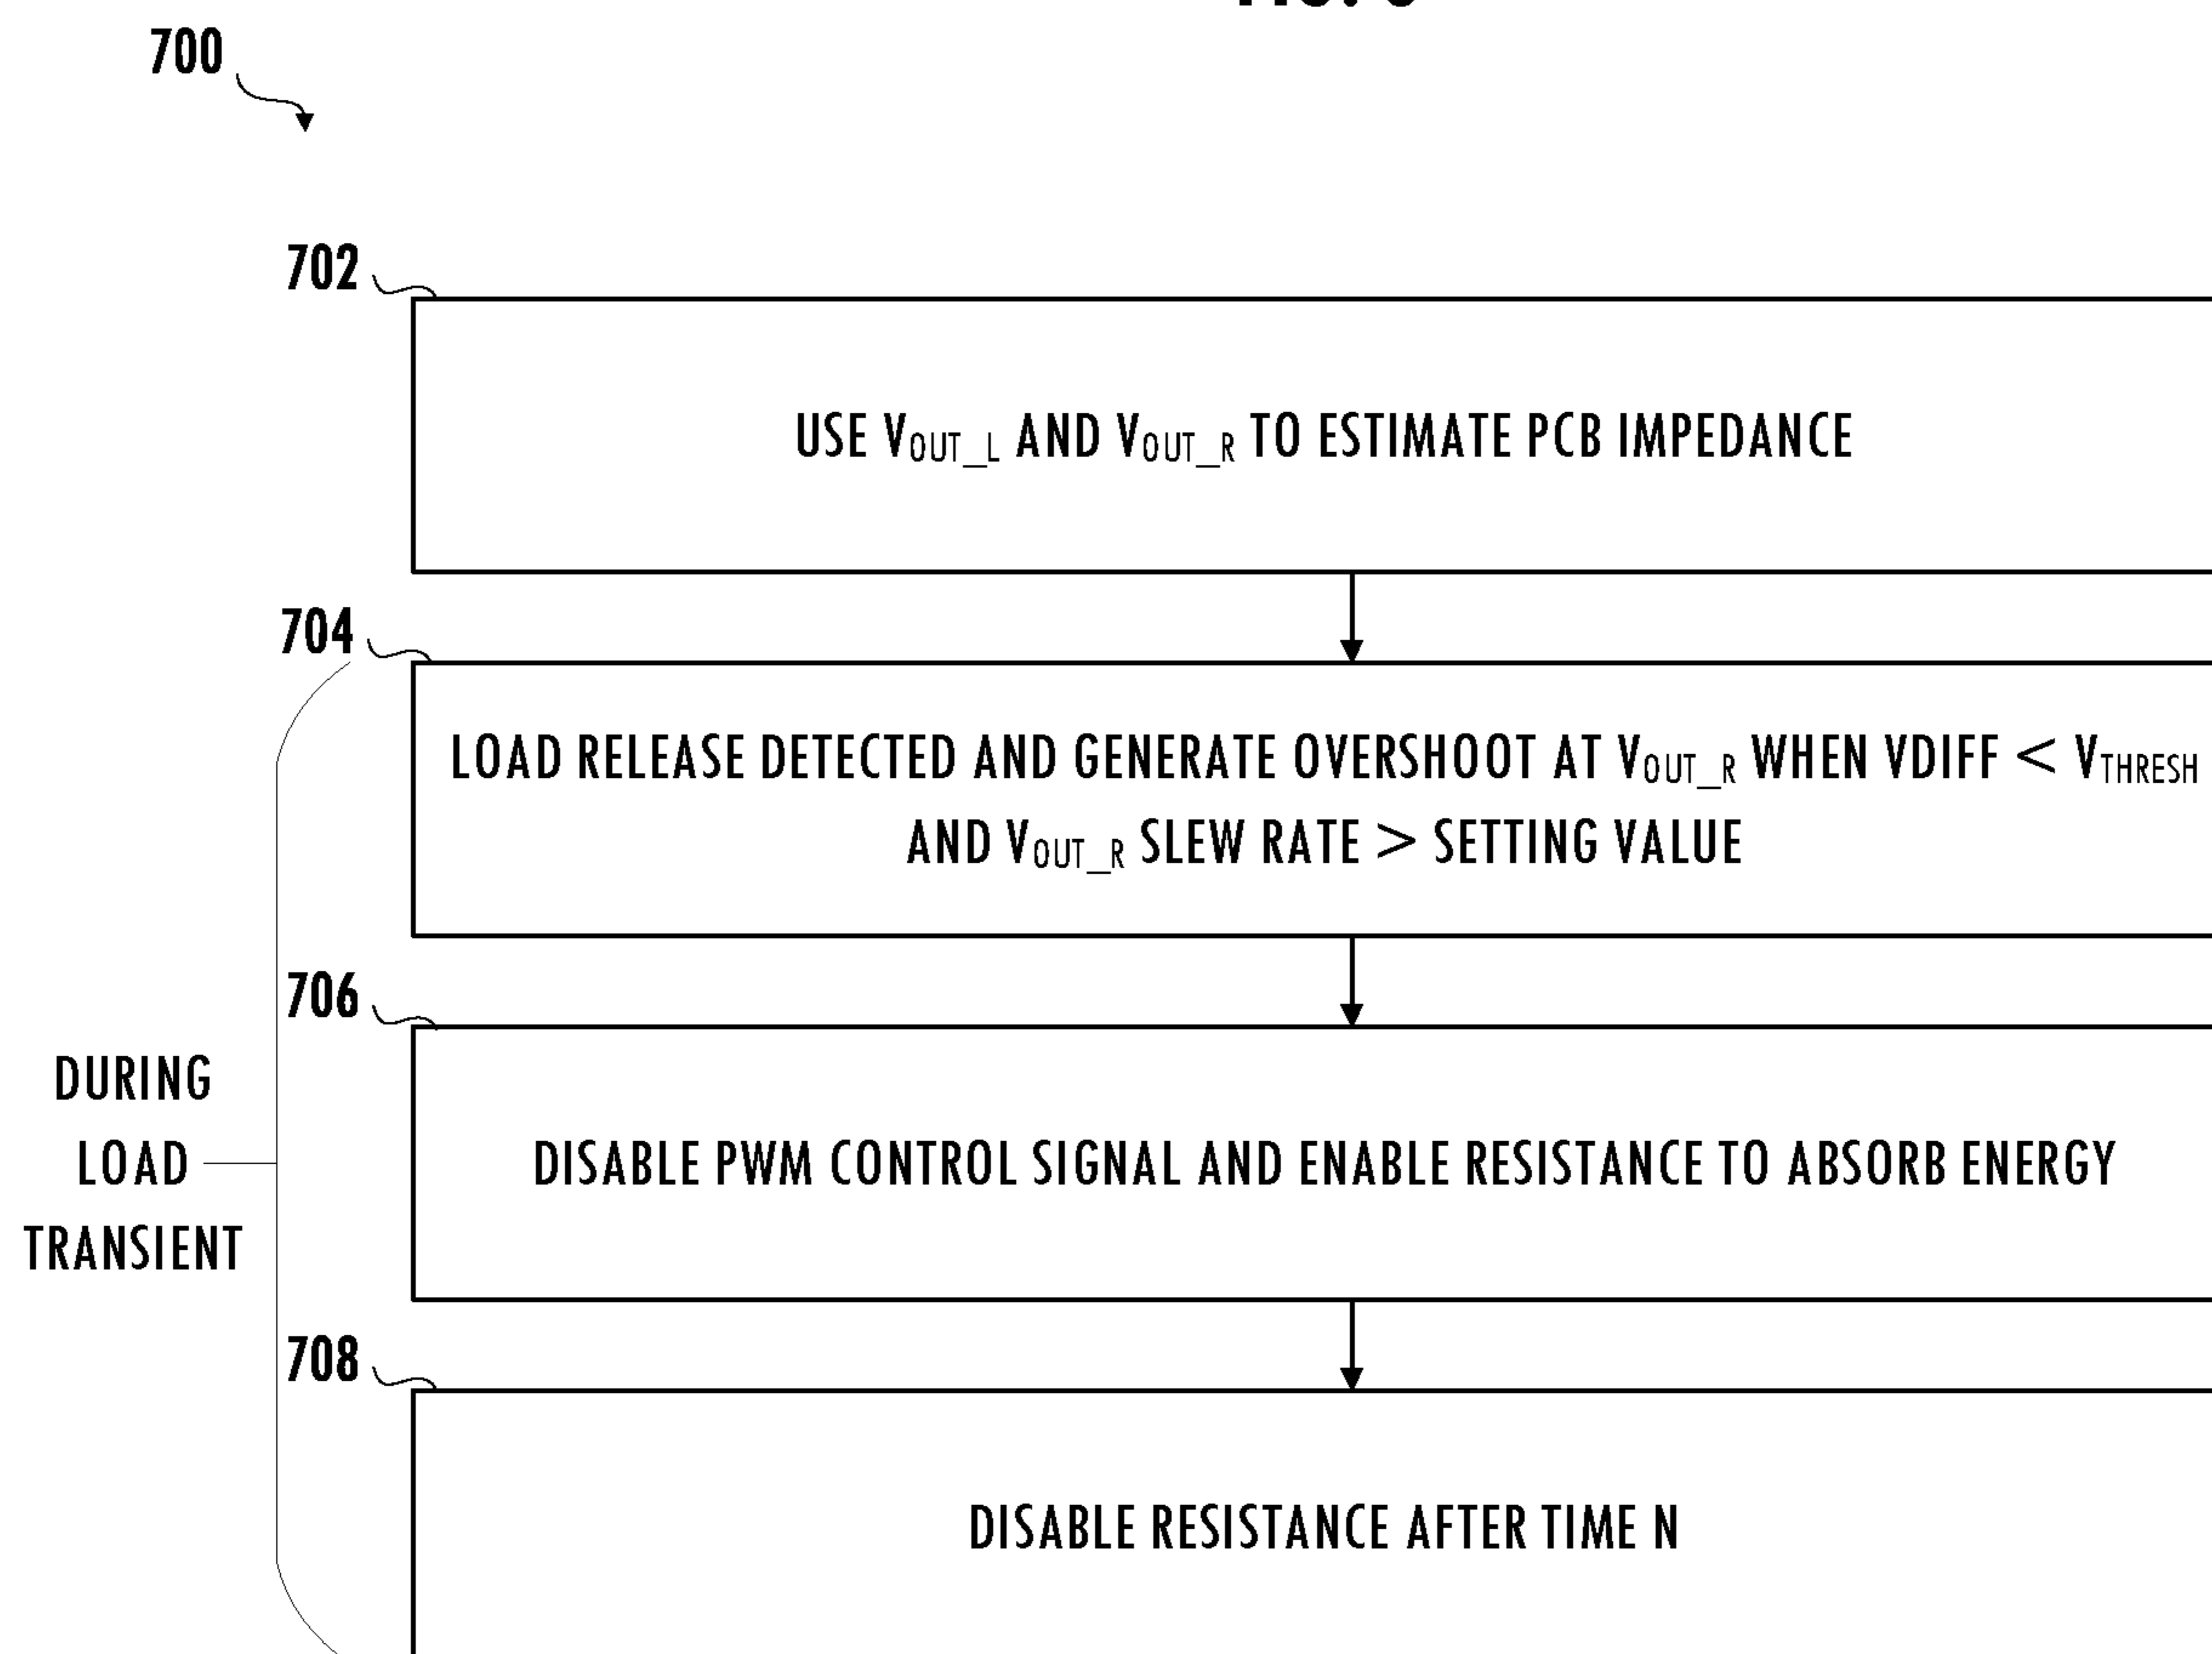 700
702
USE VOUT_L AND VOUT_R TO ESTIMATE PCB IMPEDANCE
704
LOAD RELEASE DETECTED AND GENERATE OVERSHOOT AT VOUT_R WHEN VDIFF < VTHRESH
AND VOUT_R SLEW RATE > SETTING VALUE
706
DURING
LOAD
TRANSIENT
DISABLE PWM CONTROL SIGNAL AND ENABLE RESISTANCE TO ABSORB ENERGY
708
DISABLE RESISTANCE AFTER TIME N